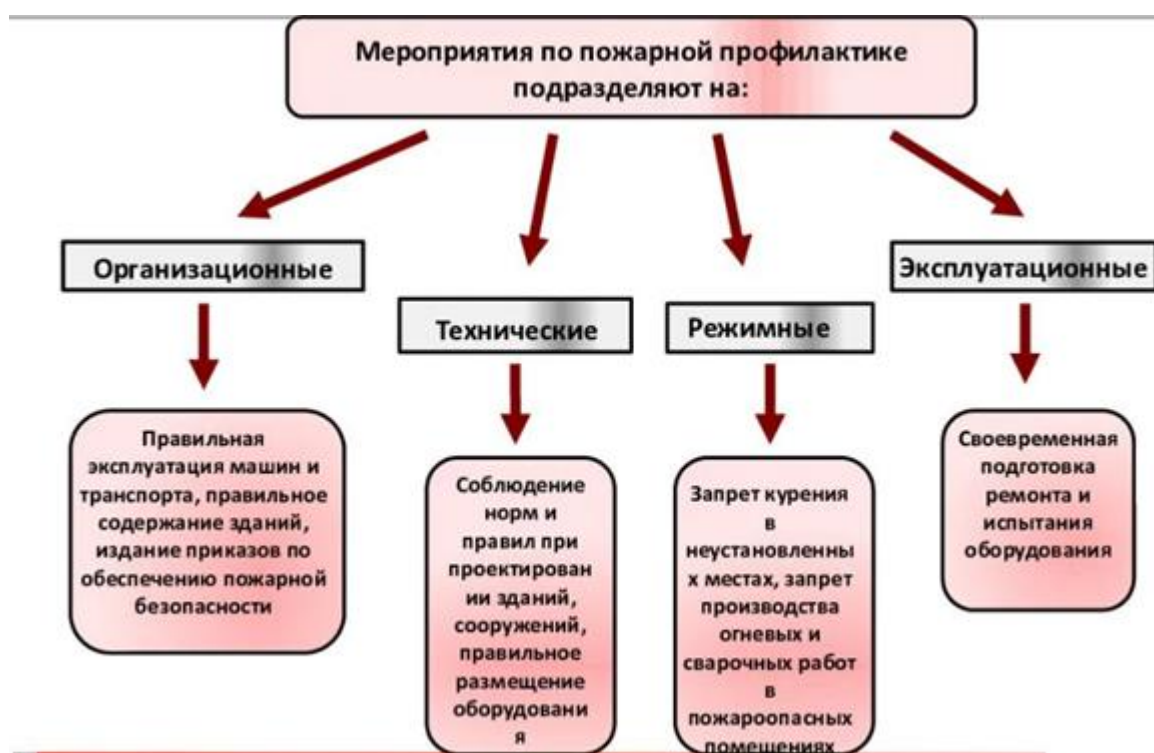 Мероприятия по пожарной профилактике
подразделяют на:
Организационные
Технические
Режимные
Эксплуатационные
Правильная
эксплуатация машин и
транспорта, правильное
содержание зданий,
издание приказов по
обеспечению пожарной
безопасности
Соблюдение
норм и
правил при
проектирован
ии зданий,
сооружений,
правильное
размещение
оборудовани
я
Запрет курения
в
неустановленны
х местах, запрет
производства
огневых и
сварочных работ
в
пожароопасных
помещениях
Своевременная
подготовка
ремонта и
испытания
оборудования